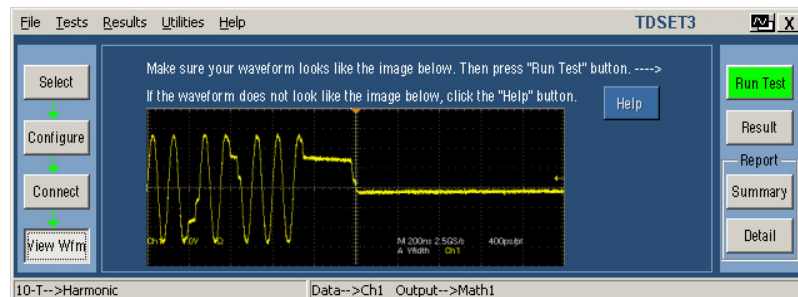 File Tests Results Utilities Help TDSET3 X
Make sure your waveform looks like the image below. Then press "Run Test" button. ---->
If the waveform does not look like the image below, click the "Help" button.
Help
Select
Configure
Connect
View Wfm
Run Test
Result
Report
Summary
Detail
M 200ns 2.5GS/s 400ps/pt
A Width Ch1
10-T-->Harmonic
Data-->Ch1 Output-->Math1